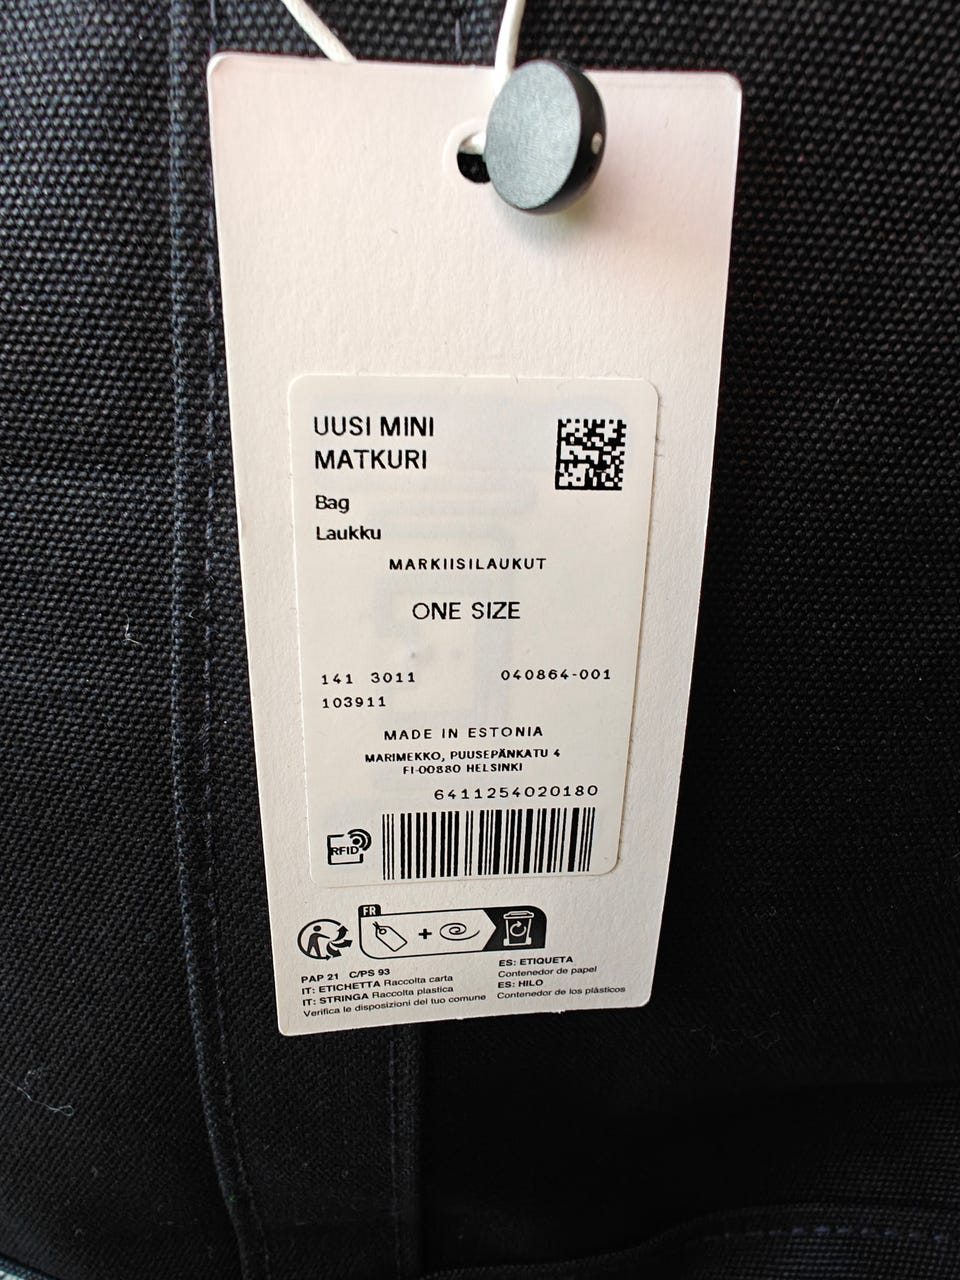 UUSI MINI
MATKURI
Bag
Laukku
MARKIISILAUKUT
ONE SIZE
141 3011 040864-001
103911
MADE IN ESTONIA
MARIMEKKO, PUUSEPÄNKATU 4
FI-00880 HELSINKI
6411254020180
RFID
FR
PAP 21 C/PS 93
IT: ETICHETTA Raccolta carta
IT: STRINGA Raccolta plastica
Verifica le disposizioni del tuo comune
ES: ETIQUETA
Contenedor de papel
ES: HILO
Contenedor de los plásticos